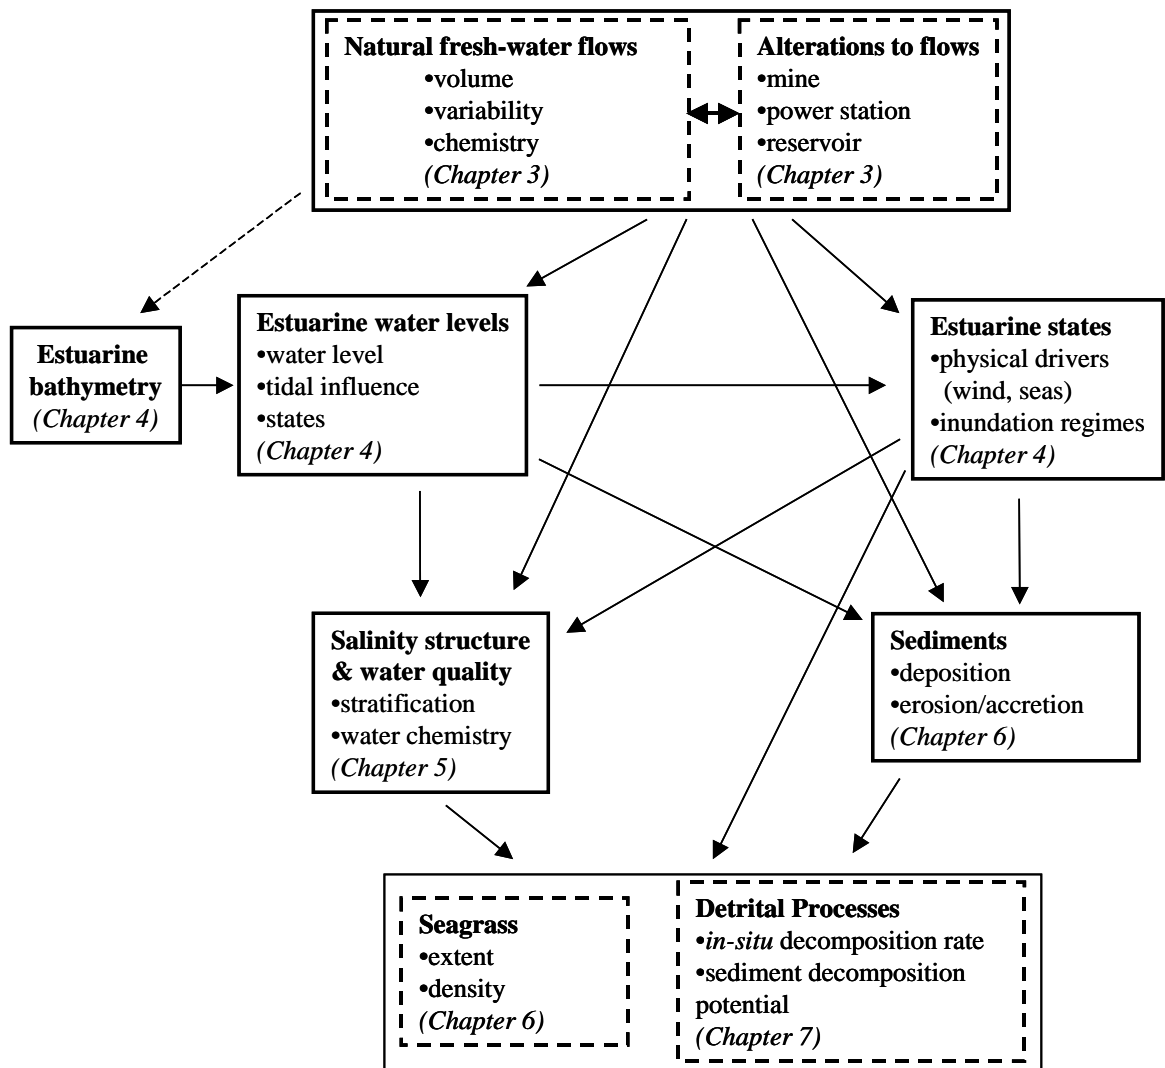 Natural fresh-water flows
•volume
•variability
•chemistry
(Chapter 3)
Alterations to flows
•mine
•power station
•reservoir
(Chapter 3)
Estuarine
bathymetry
(Chapter 4)
Estuarine water levels
•water level
•tidal influence
•states
(Chapter 4)
Estuarine states
•physical drivers
(wind, seas)
•inundation regimes
(Chapter 4)
Salinity structure
& water quality
•stratification
•water chemistry
(Chapter 5)
Sediments
•deposition
•erosion/accretion
(Chapter 6)
Seagrass
•extent
•density
(Chapter 6)
Detrital Processes
•in-situ decomposition rate
•sediment decomposition
potential
(Chapter 7)